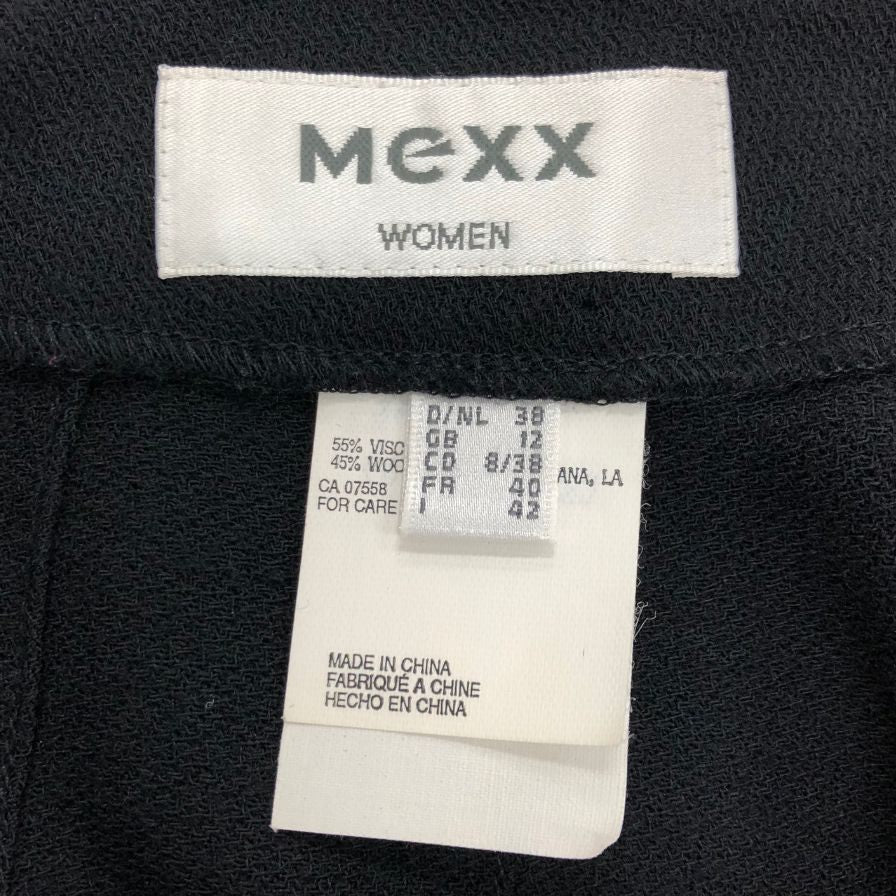 MEXX
WOMEN
D/NL 38
GB 12
CD 8/38
FR 40
I 42
55% VISC
45% WOO
ANA, LA
CA 07558
FOR CARE
MADE IN CHINA
FABRIQUÉ A CHINE
HECHO EN CHINA